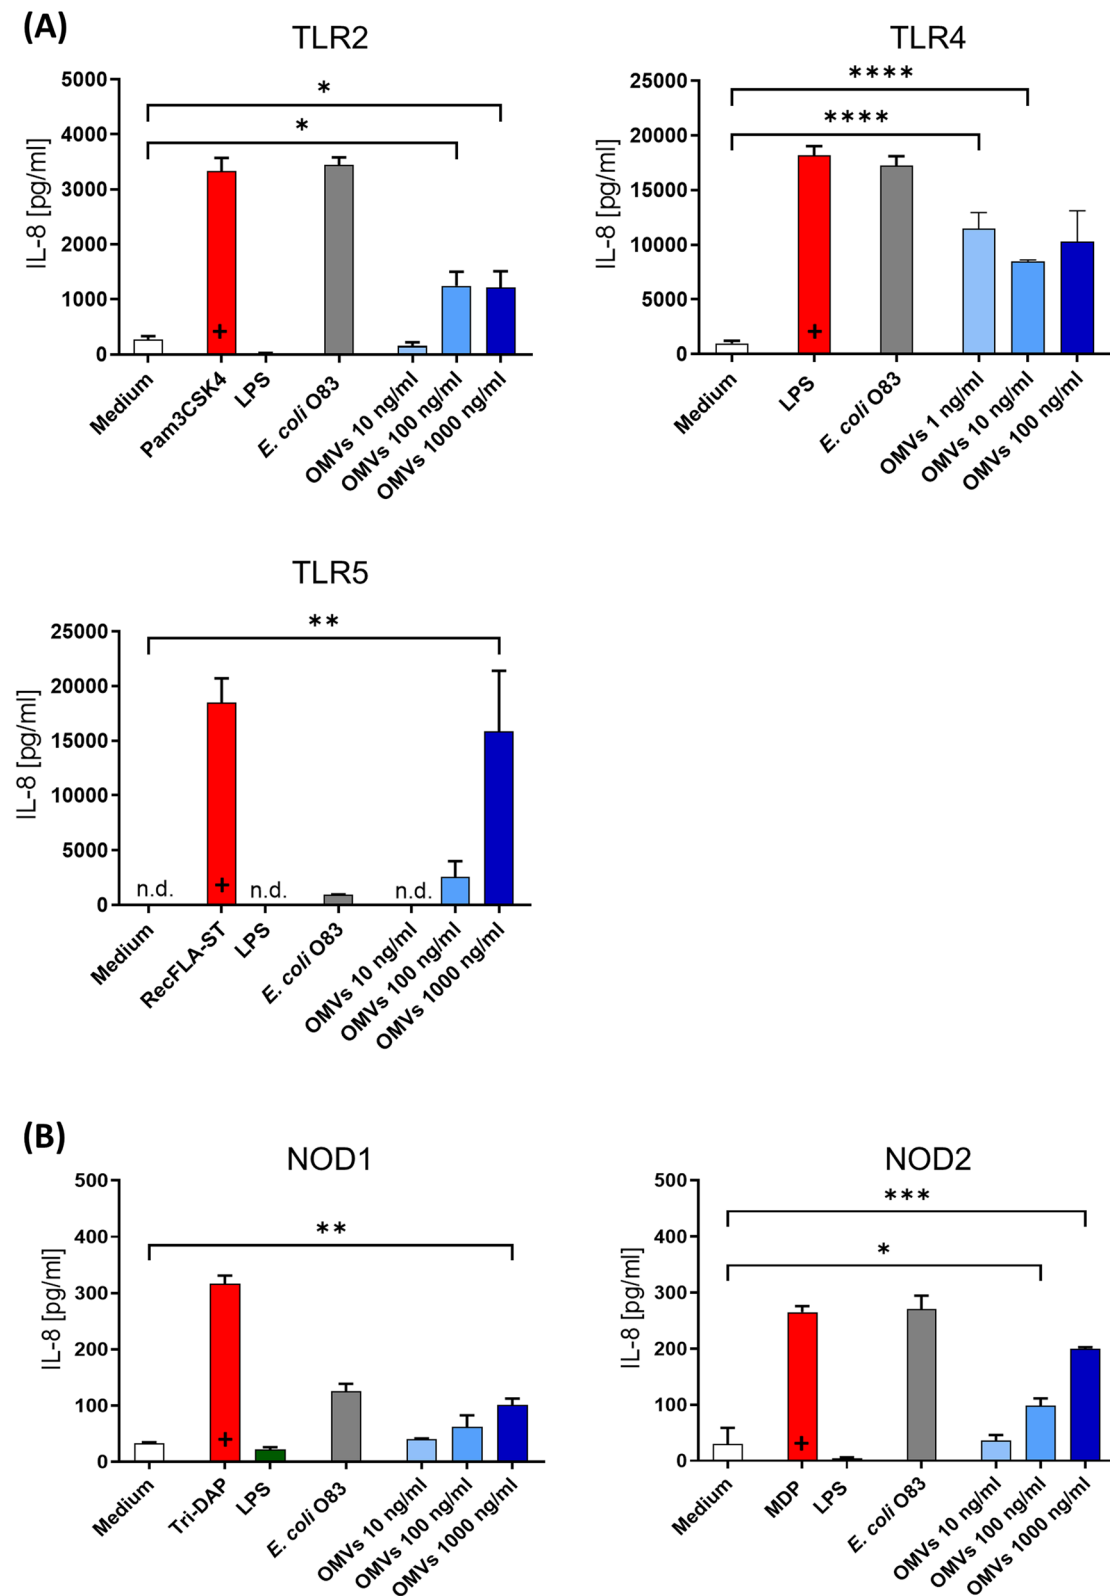 (A)
TLR2
IL-8 [pg/ml]
5000
4000
3000
2000
1000
0
*
*
+
Medium
Pam3CSK4
LPS
E. coli O83
OMVs 10 ng/ml
OMVs 100 ng/ml
OMVs 1000 ng/ml
TLR4
IL-8 [pg/ml]
25000
20000
15000
10000
5000
0
****
****
+
Medium
LPS
E. coli O83
OMVs 1 ng/ml
OMVs 10 ng/ml
OMVs 100 ng/ml
TLR5
IL-8 [pg/ml]
25000
20000
15000
10000
5000
0
**
n.d.
+
n.d.
n.d.
Medium
RecFLA-ST
LPS
E. coli O83
OMVs 10 ng/ml
OMVs 100 ng/ml
OMVs 1000 ng/ml
(B)
NOD1
IL-8 [pg/ml]
500
400
300
200
100
0
**
+
Medium
Tri-DAP
LPS
E. coli O83
OMVs 10 ng/ml
OMVs 100 ng/ml
OMVs 1000 ng/ml
NOD2
IL-8 [pg/ml]
500
400
300
200
100
0
***
*
+
Medium
MDP
LPS
E. coli O83
OMVs 10 ng/ml
OMVs 100 ng/ml
OMVs 1000 ng/ml